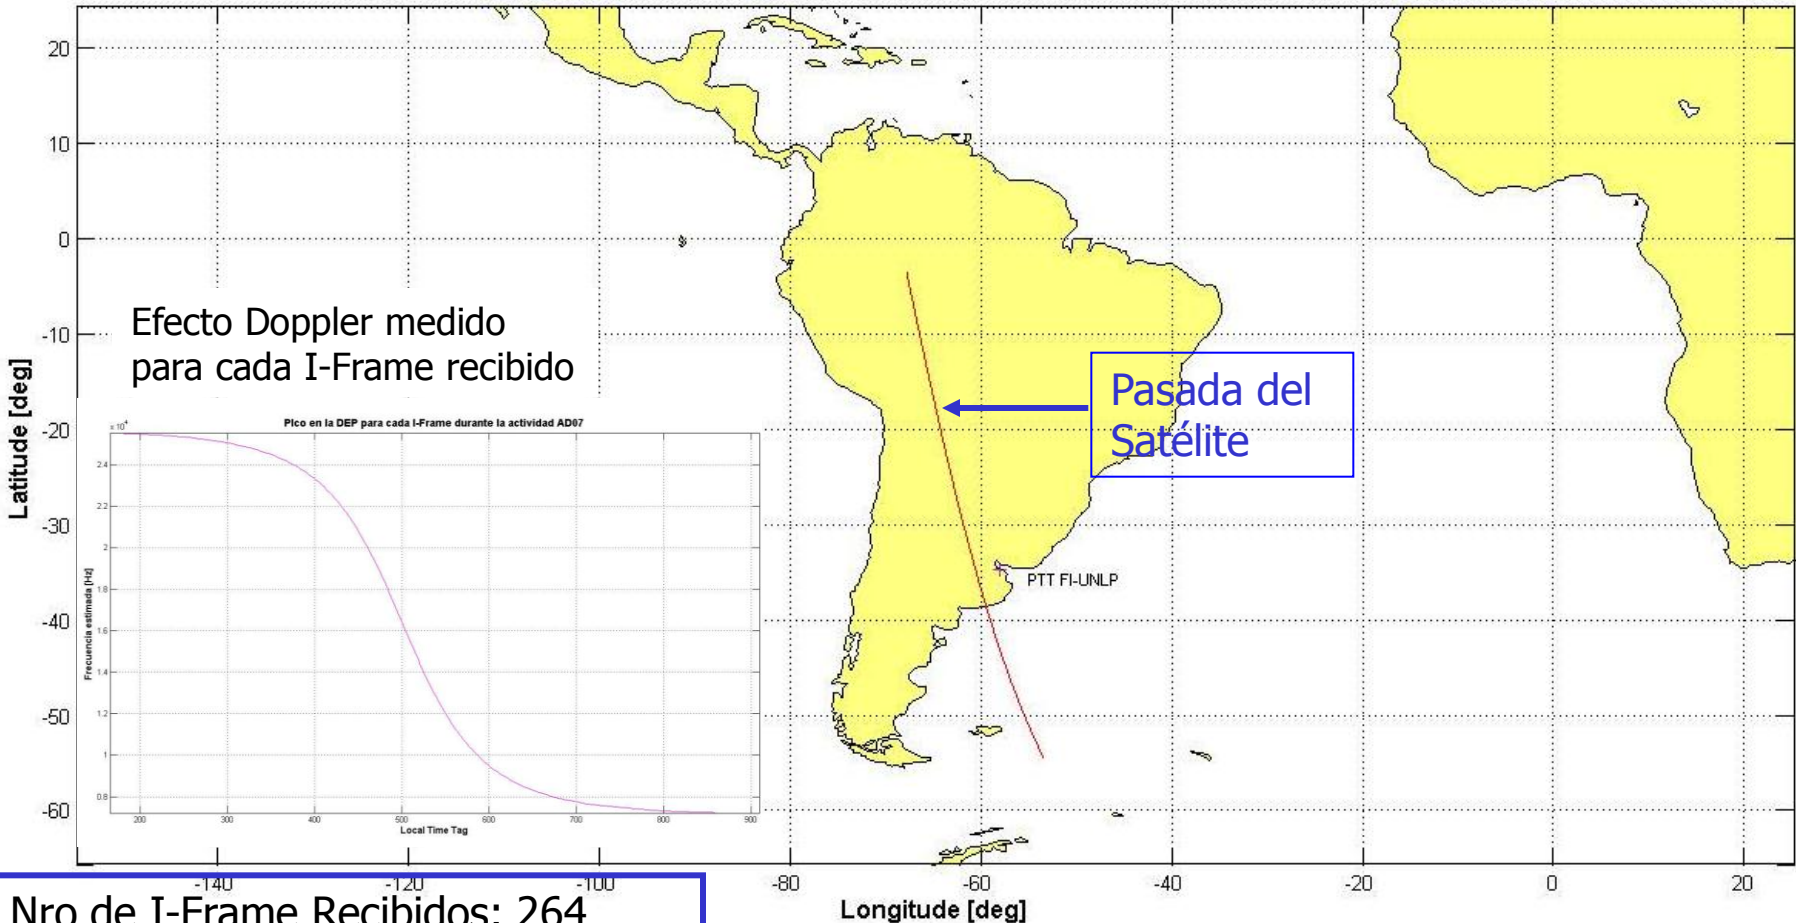 20
10
0
-10
-20
-30
-40
-50
-60
Latitude [deg]
Efecto Doppler medido
para cada I-Frame recibido
Pico en la DEP para cada I-Frame durante la actividad AD07
x 10^4
2.4
2.2
2
1.8
1.6
1.4
1.2
1
0.8
Frecuencia estimada [Hz]
200 300 400 500 600 700 800 900
Local Time Tag
Pasada del
Satélite
PTT FI-UNLP
-140 -120 -100 -80 -60 -40 -20 0 20
Longitude [deg]
Nro de I-Frame Recibidos: 264